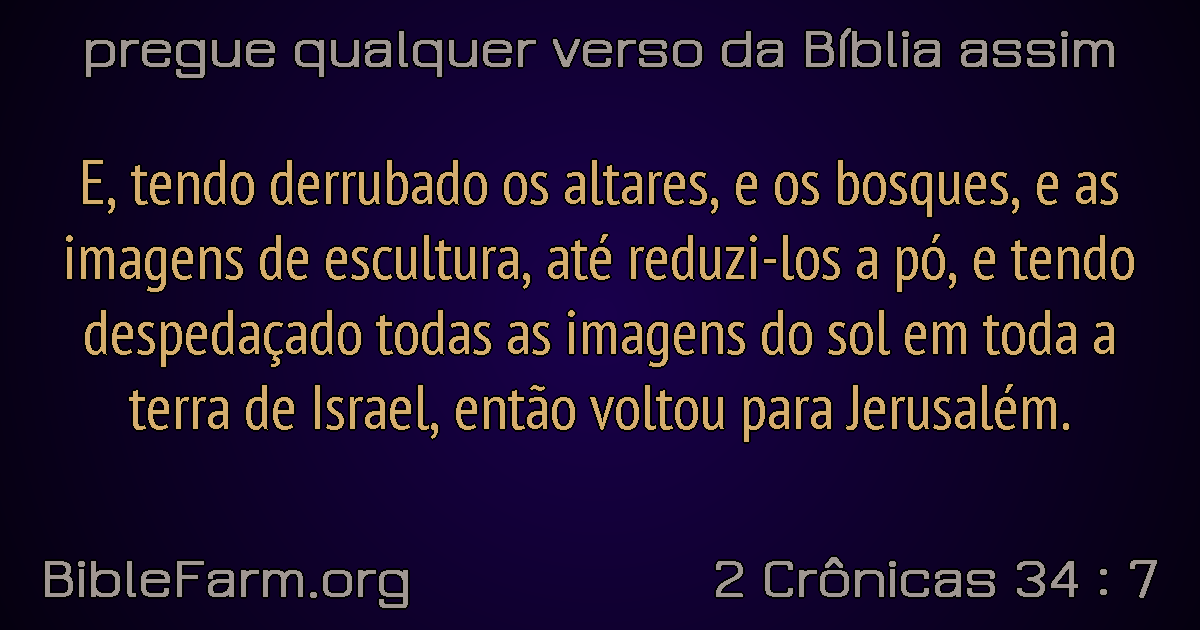 pregue qualquer verso da Bíblia assim
E, tendo derrubado os altares, e os bosques, e as
imagens de escultura, até reduzi-los a pó, e tendo
despedaçado todas as imagens do sol em toda a
terra de Israel, então voltou para Jerusalém.
BibleFarm.org
2 Crônicas 34 : 7